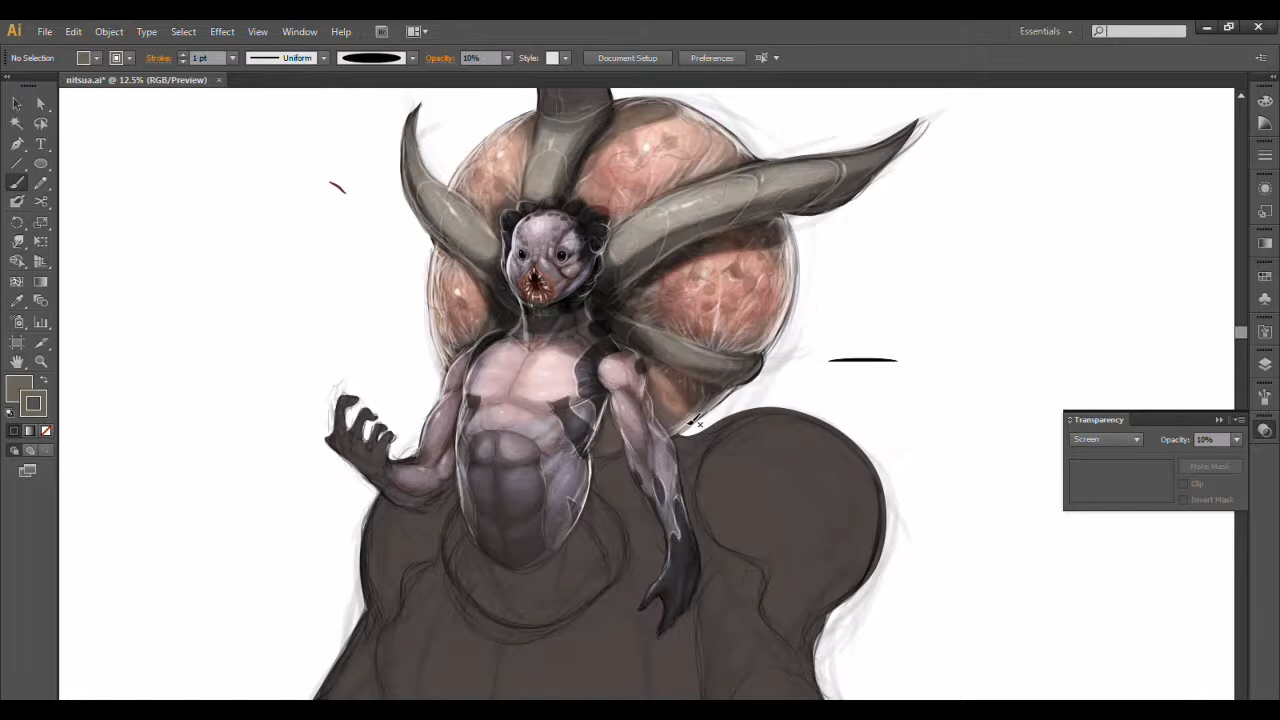 Ai File Edit Object Type Select Effect View Window Help Br Essentials
No Selection Stroke: 1 pt Uniform Opacity: 10% Style: Document Setup Preferences
nitsua.ai* @ 12.5% (RGB/Preview) ×
Transparency
Screen Opacity: 10%
Make Mask
Clip
Invert Mask